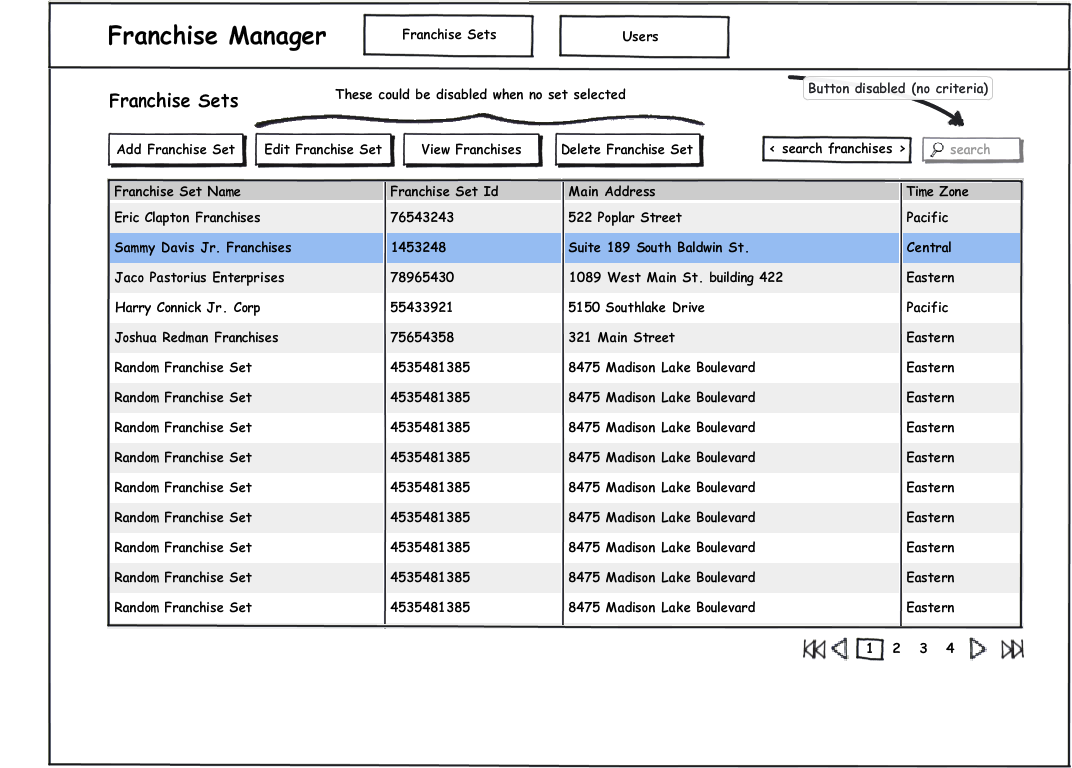 Franchise Manager Franchise Sets Users
Button disabled (no criteria)
These could be disabled when no set selected
Franchise Sets
Add Franchise Set Edit Franchise Set View Franchises Delete Franchise Set < search franchises > search
Franchise Set Name Franchise Set Id Main Address Time Zone
Eric Clapton Franchises 76543243 522 Poplar Street Pacific
Sammy Davis Jr. Franchises 1453248 Suite 189 South Baldwin St. Central
Jaco Pastorius Enterprises 78965430 1089 West Main St. building 422 Eastern
Harry Connick Jr. Corp 55433921 5150 Southlake Drive Pacific
Joshua Redman Franchises 75654358 321 Main Street Eastern
Random Franchise Set 4535481385 8475 Madison Lake Boulevard Eastern
Random Franchise Set 4535481385 8475 Madison Lake Boulevard Eastern
Random Franchise Set 4535481385 8475 Madison Lake Boulevard Eastern
Random Franchise Set 4535481385 8475 Madison Lake Boulevard Eastern
Random Franchise Set 4535481385 8475 Madison Lake Boulevard Eastern
Random Franchise Set 4535481385 8475 Madison Lake Boulevard Eastern
Random Franchise Set 4535481385 8475 Madison Lake Boulevard Eastern
Random Franchise Set 4535481385 8475 Madison Lake Boulevard Eastern
Random Franchise Set 4535481385 8475 Madison Lake Boulevard Eastern
1 2 3 4